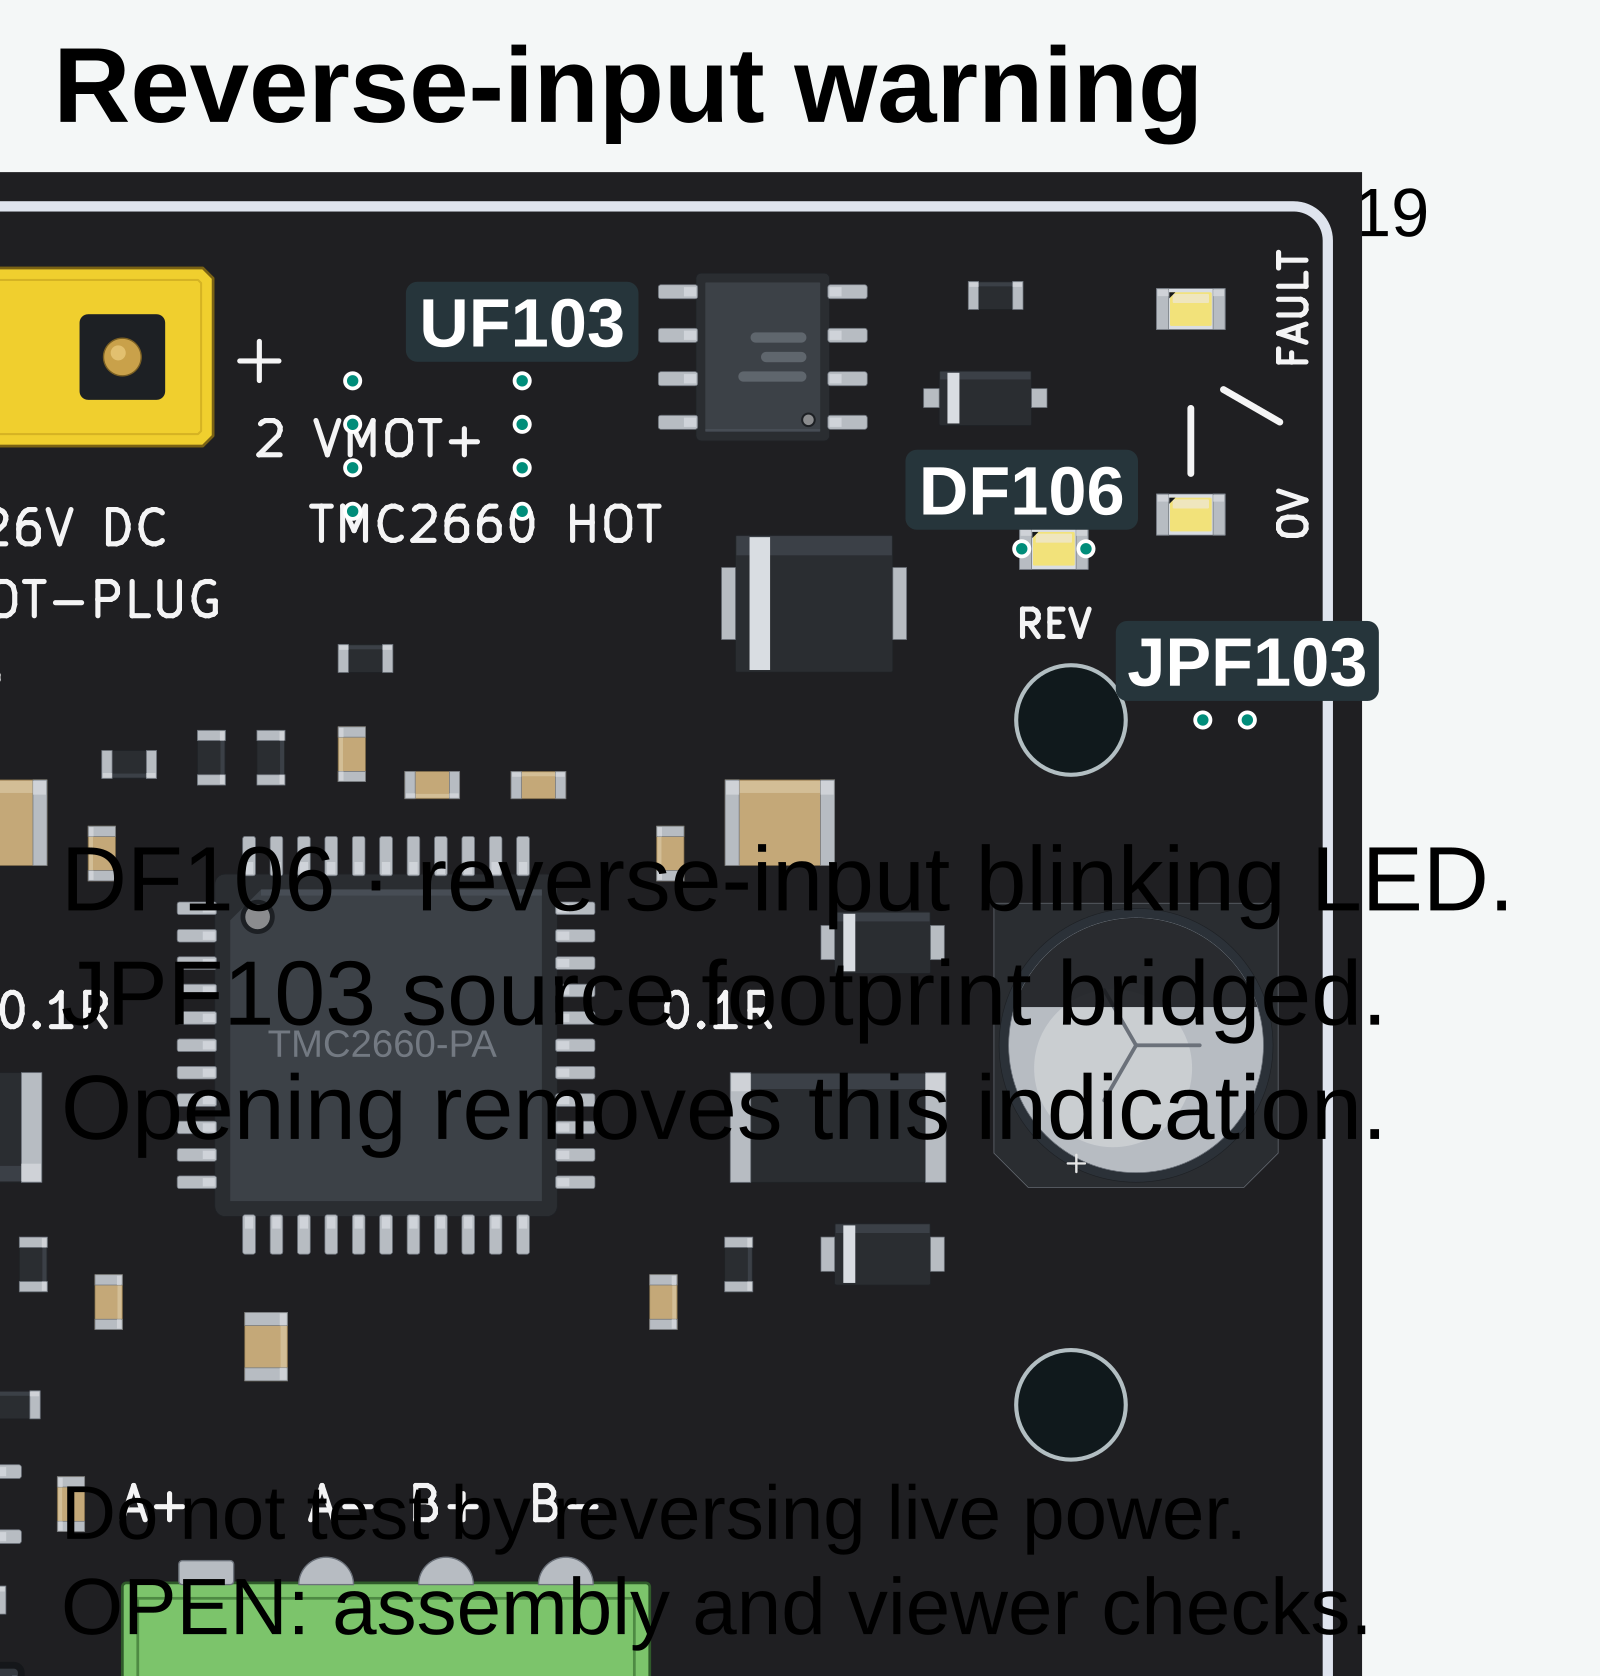 Reverse-input warning
19
FAULT
UF103
+
2 VMOT+
DF106
0V
26V DC
TMC2660 HOT
OT-PLUG
REV
JPF103
DF106 · reverse-input blinking LED.
JPF103 source footprint bridged.
0.1R
0.1R
TMC2660-PA
Opening removes this indication.
+
A+ A- B+ B-
Do not test by reversing live power.
OPEN: assembly and viewer checks.